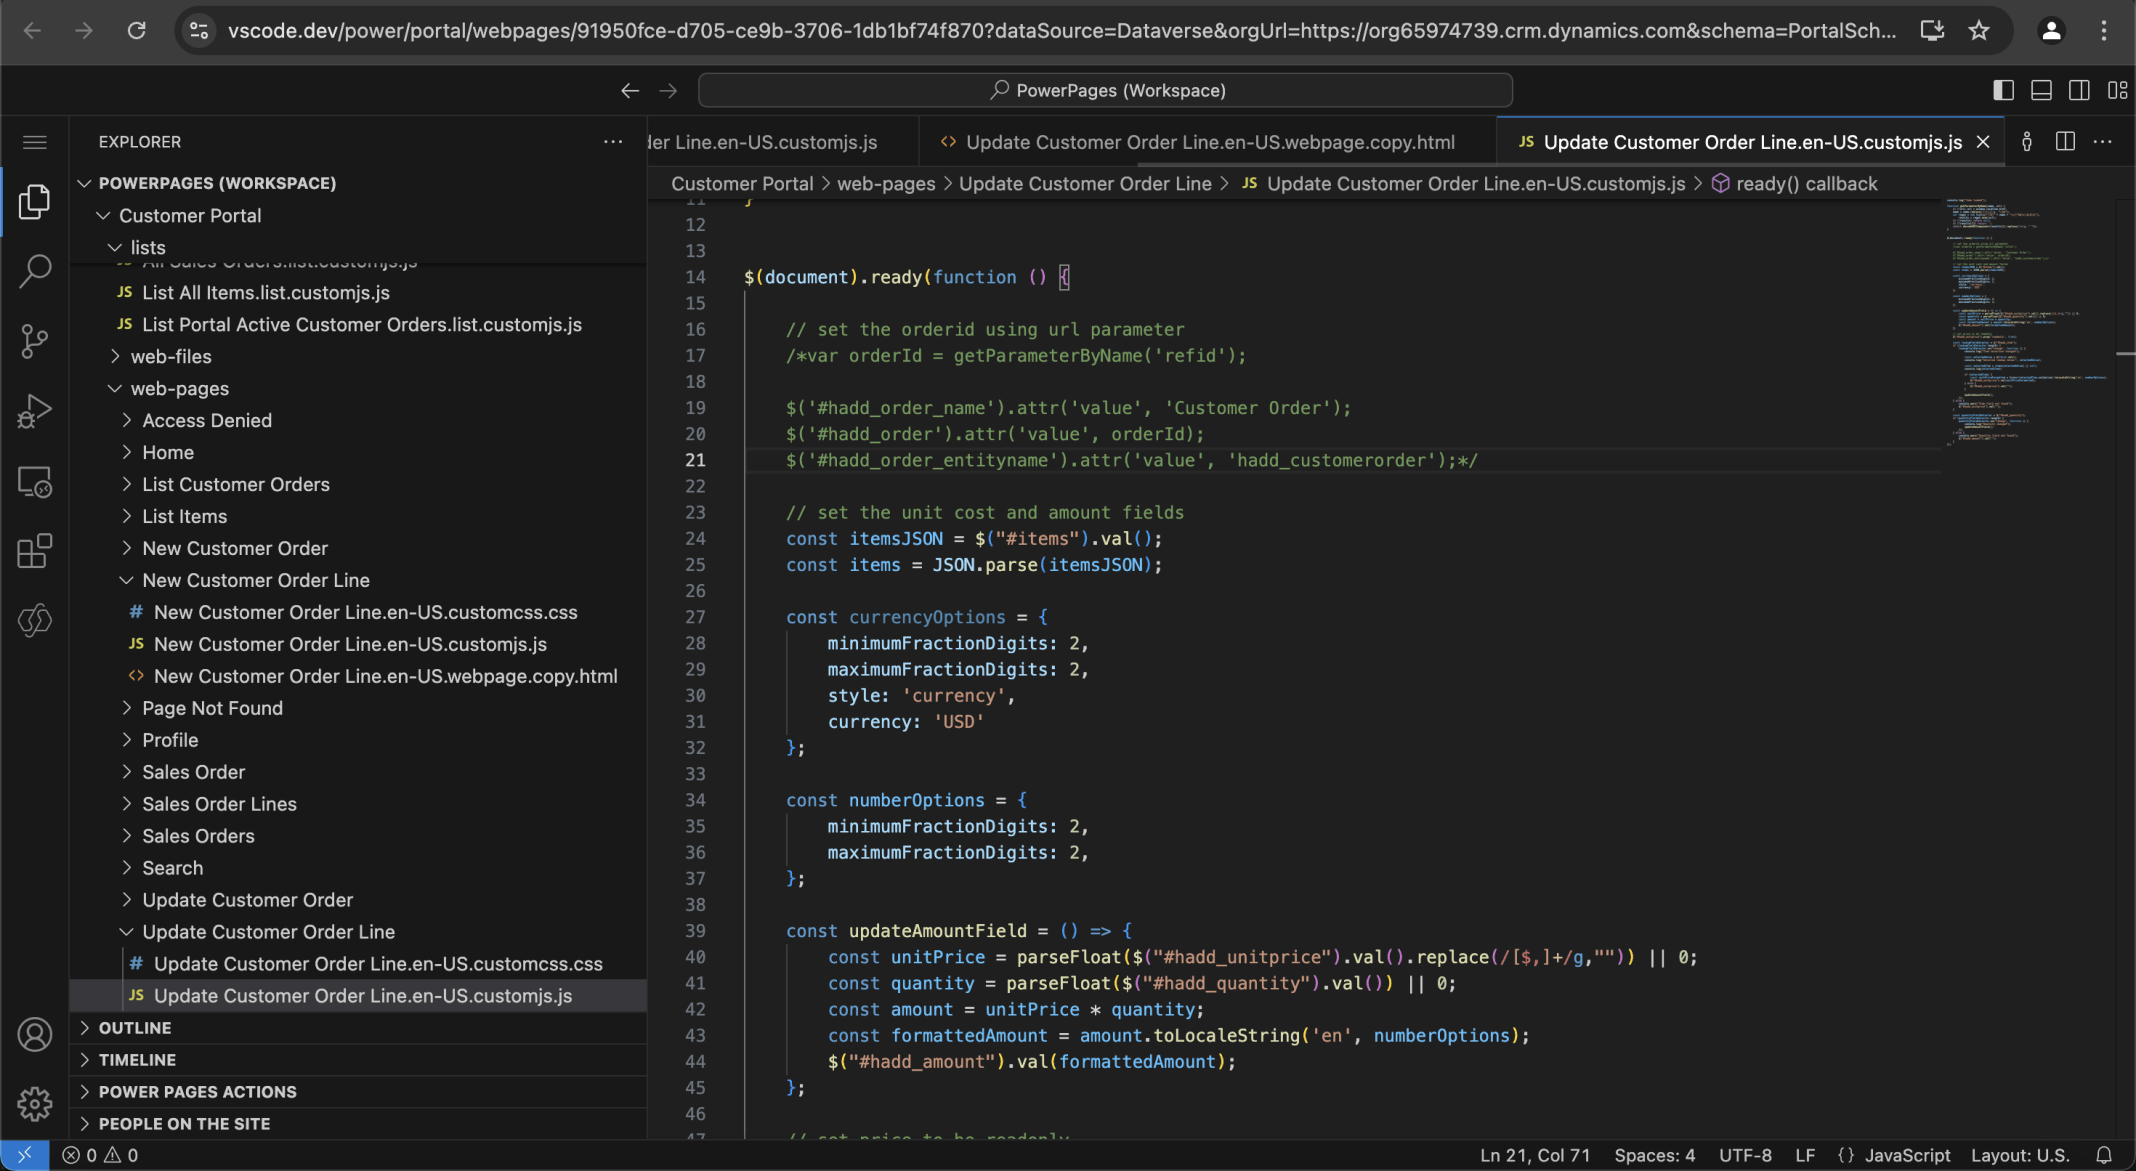 vscode.dev/power/portal/webpages/91950fce-d705-ce9b-3706-1db1bf74f870?dataSource=Dataverse&orgUrl=https://org65974739.crm.dynamics.com&schema=PortalSch...
PowerPages (Workspace)
EXPLORER
der Line.en-US.customjs.js
Update Customer Order Line.en-US.webpage.copy.html
JS Update Customer Order Line.en-US.customjs.js
POWERPAGES (WORKSPACE)
Customer Portal > web-pages > Update Customer Order Line > JS Update Customer Order Line.en-US.customjs.js > ready() callback
Customer Portal
lists
All Sales Orders.list.customjs.js
JS List All Items.list.customjs.js
JS List Portal Active Customer Orders.list.customjs.js
web-files
web-pages
Access Denied
Home
List Customer Orders
List Items
New Customer Order
New Customer Order Line
# New Customer Order Line.en-US.customcss.css
JS New Customer Order Line.en-US.customjs.js
<> New Customer Order Line.en-US.webpage.copy.html
Page Not Found
Profile
Sales Order
Sales Order Lines
Sales Orders
Search
Update Customer Order
Update Customer Order Line
# Update Customer Order Line.en-US.customcss.css
JS Update Customer Order Line.en-US.customjs.js
OUTLINE
TIMELINE
POWER PAGES ACTIONS
PEOPLE ON THE SITE
11 }
12
13
14 $(document).ready(function () {
15
16 // set the orderid using url parameter
17 /*var orderId = getParameterByName('refid');
18
19 $('#hadd_order_name').attr('value', 'Customer Order');
20 $('#hadd_order').attr('value', orderId);
21 $('#hadd_order_entityname').attr('value', 'hadd_customerorder');*/
22
23 // set the unit cost and amount fields
24 const itemsJSON = $("#items").val();
25 const items = JSON.parse(itemsJSON);
26
27 const currencyOptions = {
28 minimumFractionDigits: 2,
29 maximumFractionDigits: 2,
30 style: 'currency',
31 currency: 'USD'
32 };
33
34 const numberOptions = {
35 minimumFractionDigits: 2,
36 maximumFractionDigits: 2,
37 };
38
39 const updateAmountField = () => {
40 const unitPrice = parseFloat($("#hadd_unitprice").val().replace(/[$,]+/g,"")) || 0;
41 const quantity = parseFloat($("#hadd_quantity").val()) || 0;
42 const amount = unitPrice * quantity;
43 const formattedAmount = amount.toLocaleString('en', numberOptions);
44 $("#hadd_amount").val(formattedAmount);
45 };
46
47 // set price to be readonly
0 0
Ln 21, Col 71 Spaces: 4 UTF-8 LF {} JavaScript Layout: U.S.